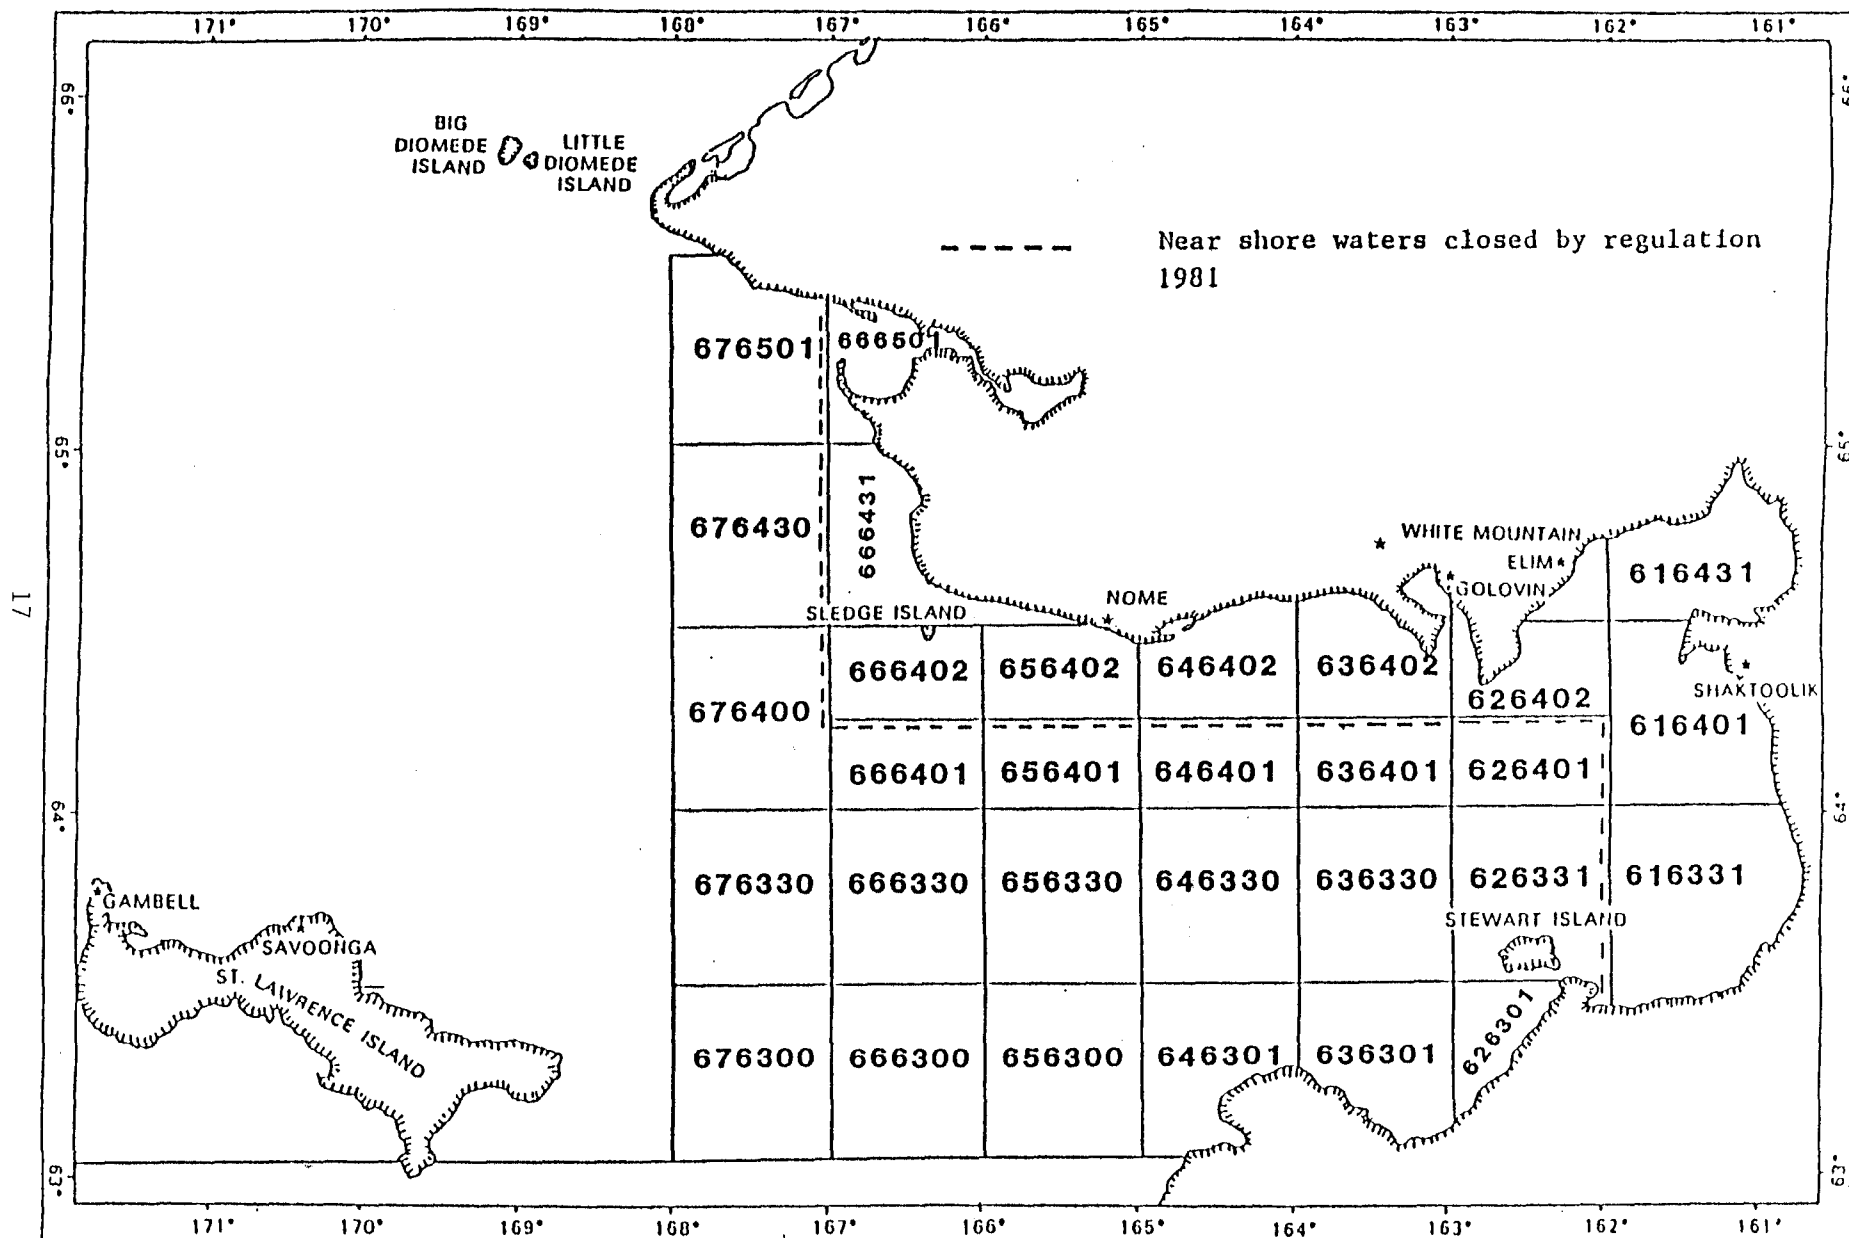 171° 170° 169° 168° 167° 166° 165° 164° 163° 162° 161°
66° 66°
BIG
DIOMEDE
ISLAND
LITTLE
DIOMEDE
ISLAND
Near shore waters closed by regulation
1981
676501 666501
65° 65°
676430 666431
WHITE MOUNTAIN
ELIM
GOLOVIN
616431
17
SLEDGE ISLAND
NOME
666402 656402 646402 636402 626402
SHAKTOOLIK
676400 616401
666401 656401 646401 636401 626401
64° 64°
676330 666330 656330 646330 636330 626331 616331
GAMBELL
STEWART ISLAND
SAVOONGA
ST. LAWRENCE ISLAND
676300 666300 656300 646301 636301 626301
63° 63°
171° 170° 169° 168° 167° 166° 165° 164° 163° 162° 161°